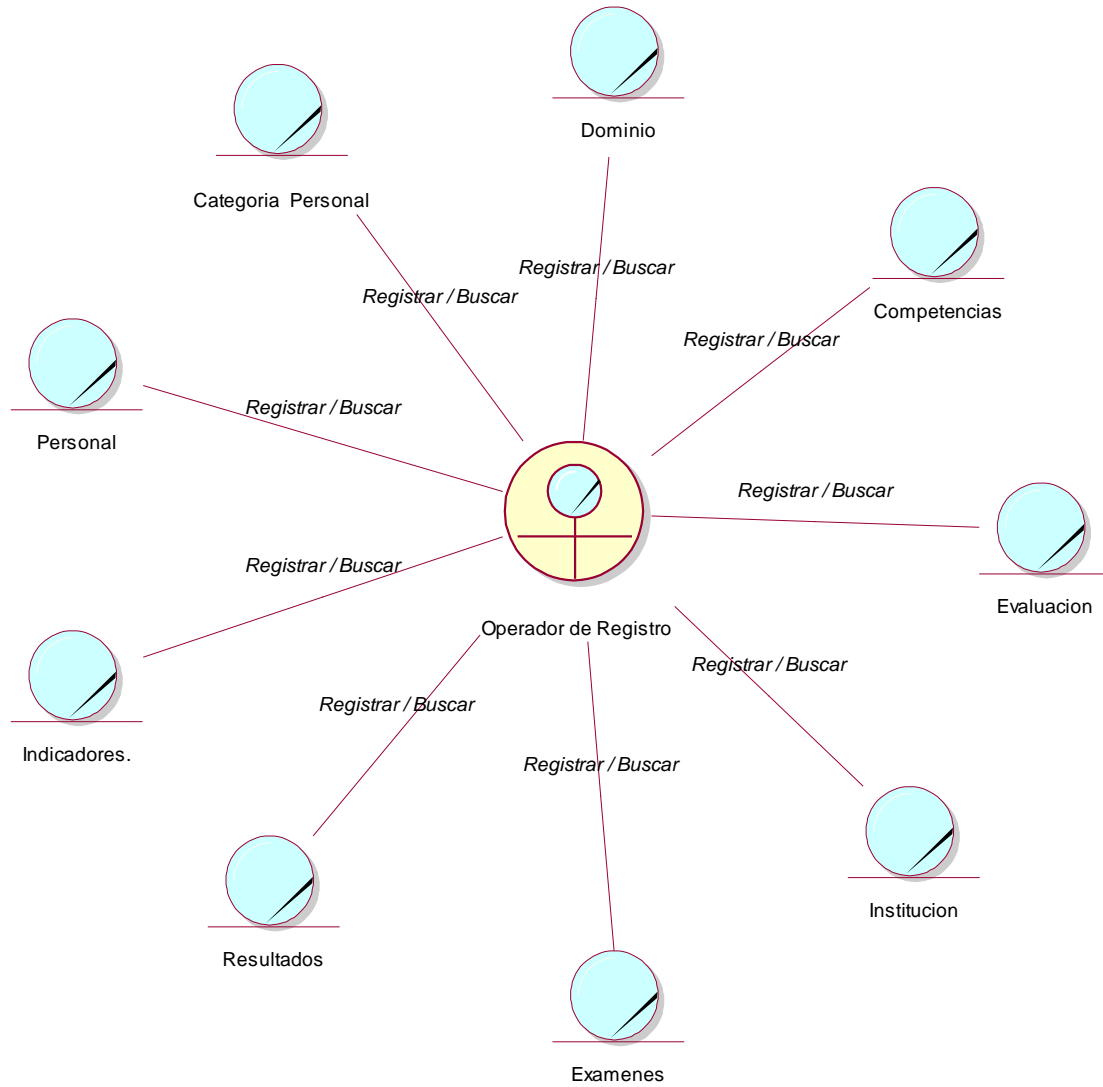 Dominio
Categoria Personal
Registrar / Buscar
Registrar / Buscar
Competencias
Registrar / Buscar
Personal
Registrar / Buscar
Registrar / Buscar
Evaluacion
Registrar / Buscar
Operador de Registro
Registrar / Buscar
Indicadores.
Registrar / Buscar
Registrar / Buscar
Institucion
Resultados
Examenes